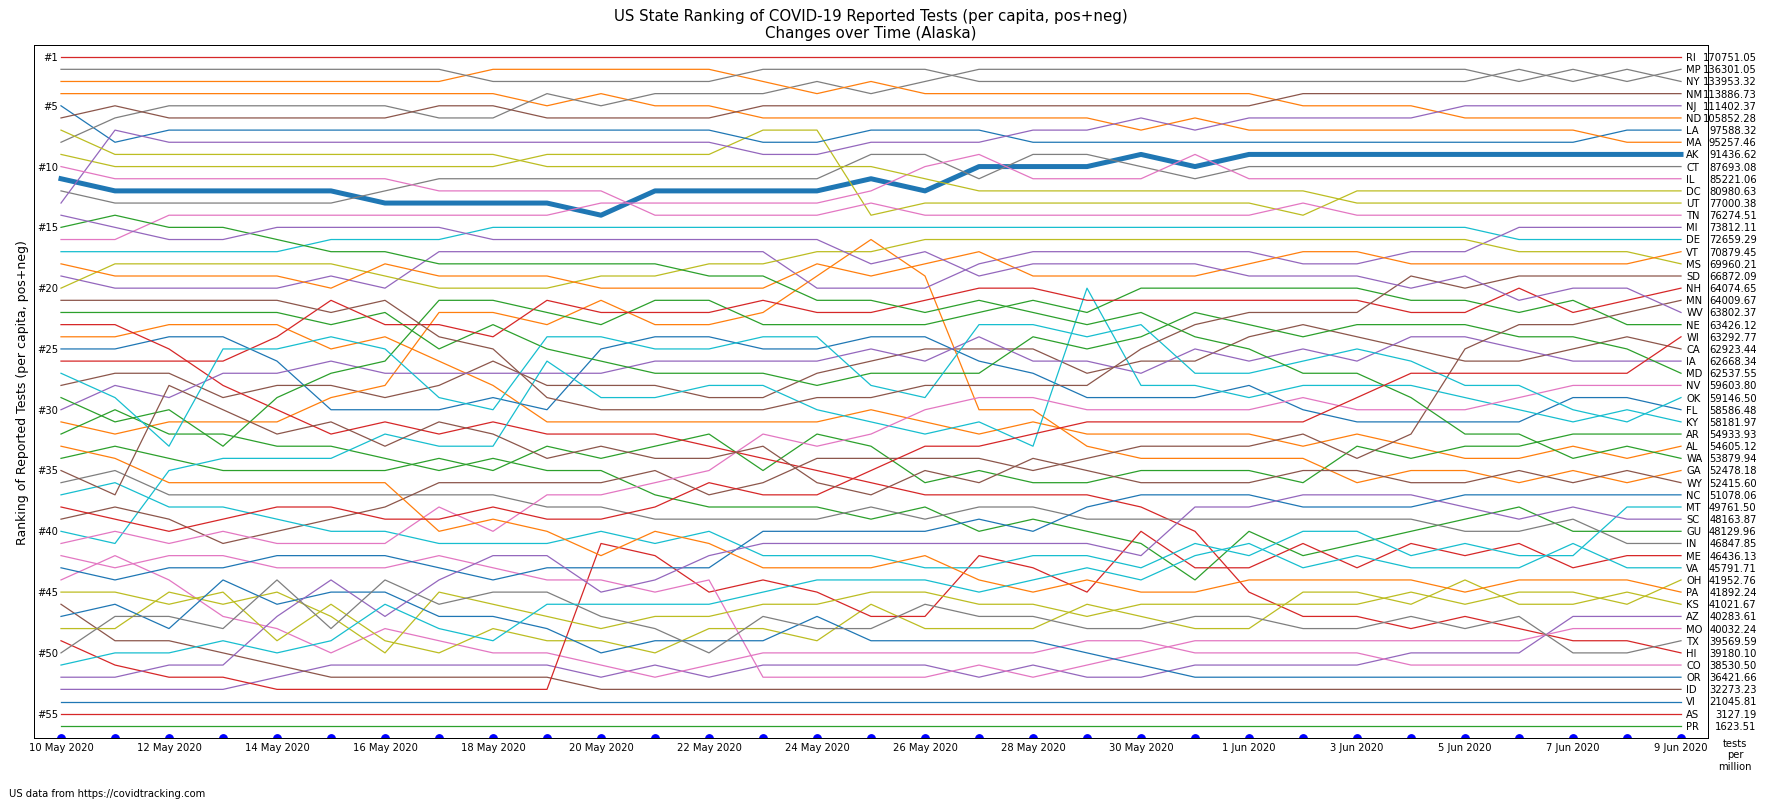 US State Ranking of COVID-19 Reported Tests (per capita, pos+neg)
Changes over Time (Alaska)
Ranking of Reported Tests (per capita, pos+neg)
#1
#5
#10
#15
#20
#25
#30
#35
#40
#45
#50
#55
RI 170751.05
MP 136301.05
NY 133953.32
NM 113886.73
NJ 111402.37
ND 105852.28
LA 97588.32
MA 95257.46
AK 91436.62
CT 87693.08
IL 85221.06
DC 80980.63
UT 77000.38
TN 76274.51
MI 73812.11
DE 72659.29
VT 70879.45
MS 69960.21
SD 66872.09
NH 64074.65
MN 64009.67
WV 63802.37
NE 63426.12
WI 63292.77
CA 62923.44
IA 62668.34
MD 62537.55
NV 59603.80
OK 59146.50
FL 58586.48
KY 58181.97
AR 54933.93
AL 54605.12
WA 53879.94
GA 52478.18
WY 52415.60
NC 51078.06
MT 49761.50
SC 48163.87
GU 48129.96
IN 46847.85
ME 46436.13
VA 45791.71
OH 41952.76
PA 41892.24
KS 41021.67
AZ 40283.61
MO 40032.24
TX 39569.59
HI 39180.10
CO 38530.50
OR 36421.66
ID 32273.23
VI 21045.81
AS 3127.19
PR 1623.51
10 May 2020 12 May 2020 14 May 2020 16 May 2020 18 May 2020 20 May 2020 22 May 2020 24 May 2020 26 May 2020 28 May 2020 30 May 2020 1 Jun 2020 3 Jun 2020 5 Jun 2020 7 Jun 2020 9 Jun 2020
tests
per
million
US data from https://covidtracking.com